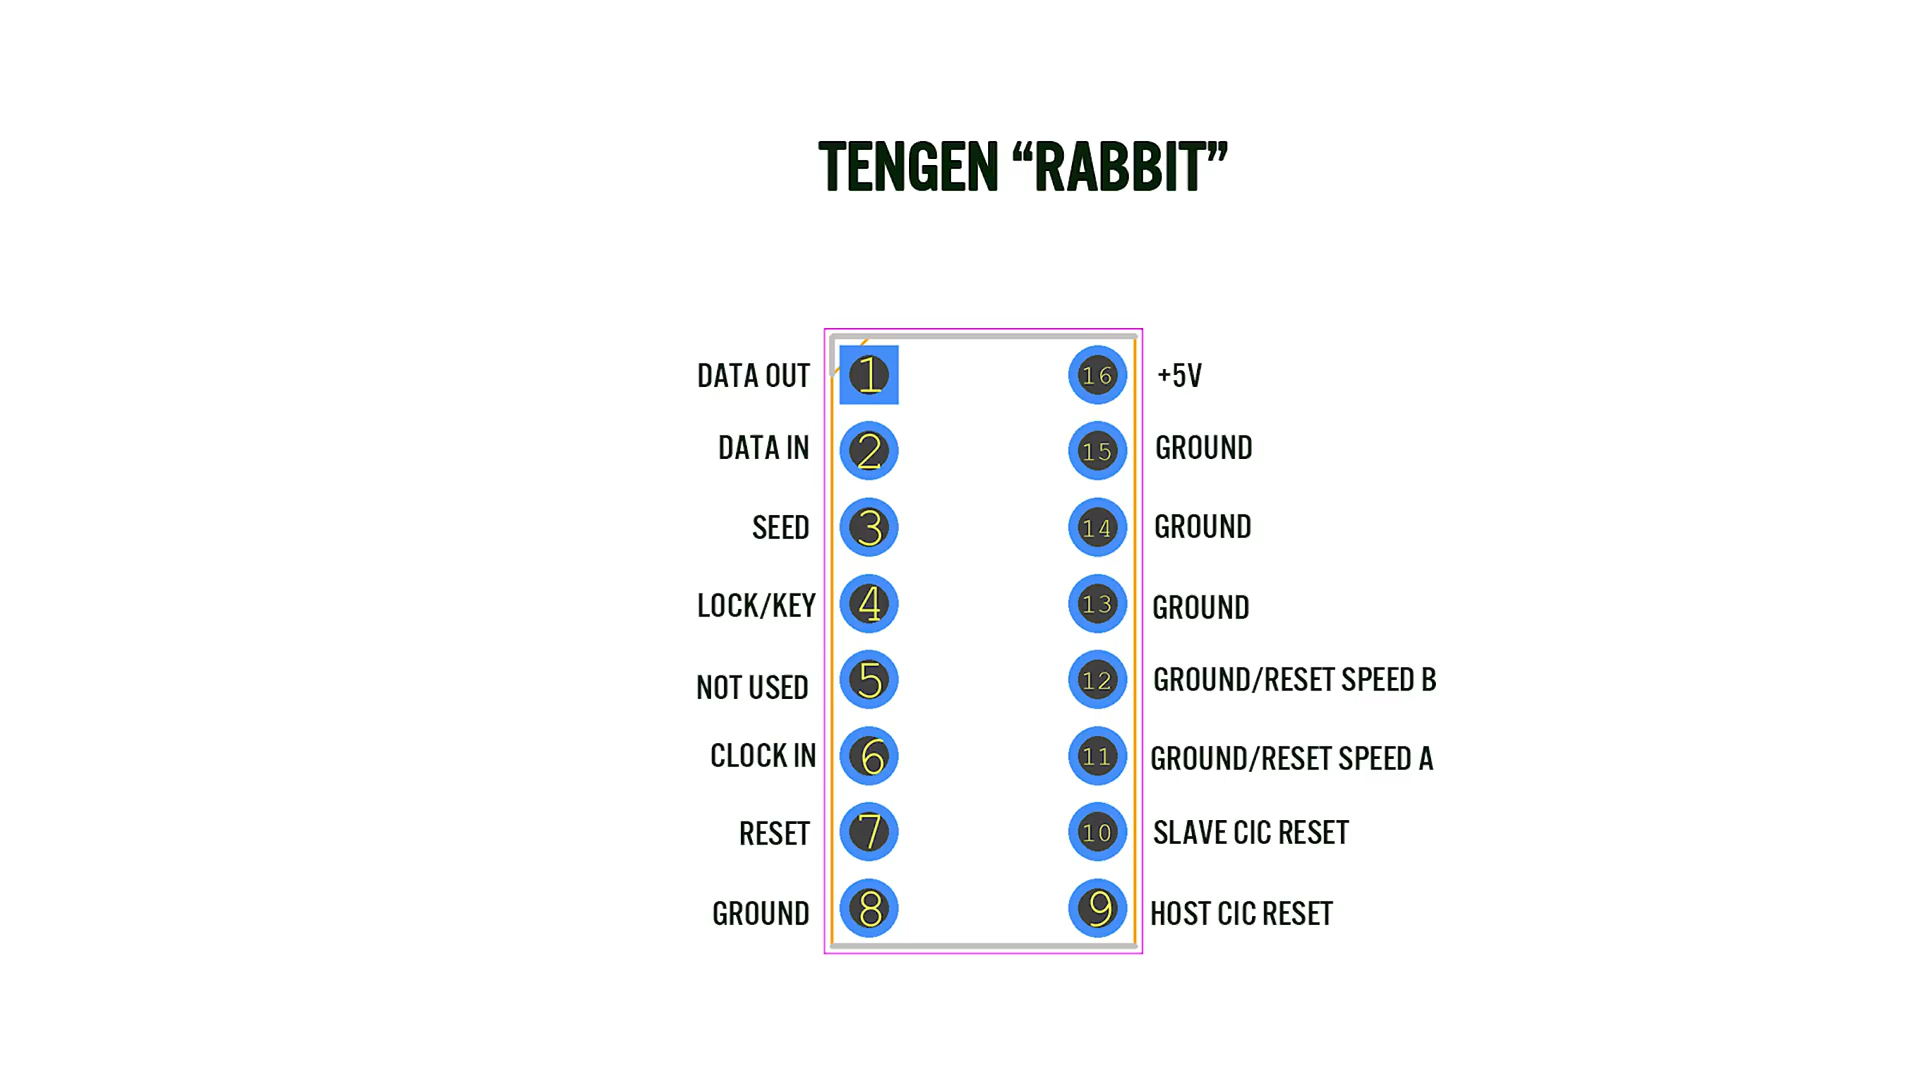 TENGEN “RABBIT”
DATA OUT 1 16 +5V
DATA IN 2 15 GROUND
SEED 3 14 GROUND
LOCK/KEY 4 13 GROUND
NOT USED 5 12 GROUND/RESET SPEED B
CLOCK IN 6 11 GROUND/RESET SPEED A
RESET 7 10 SLAVE CIC RESET
GROUND 8 9 HOST CIC RESET